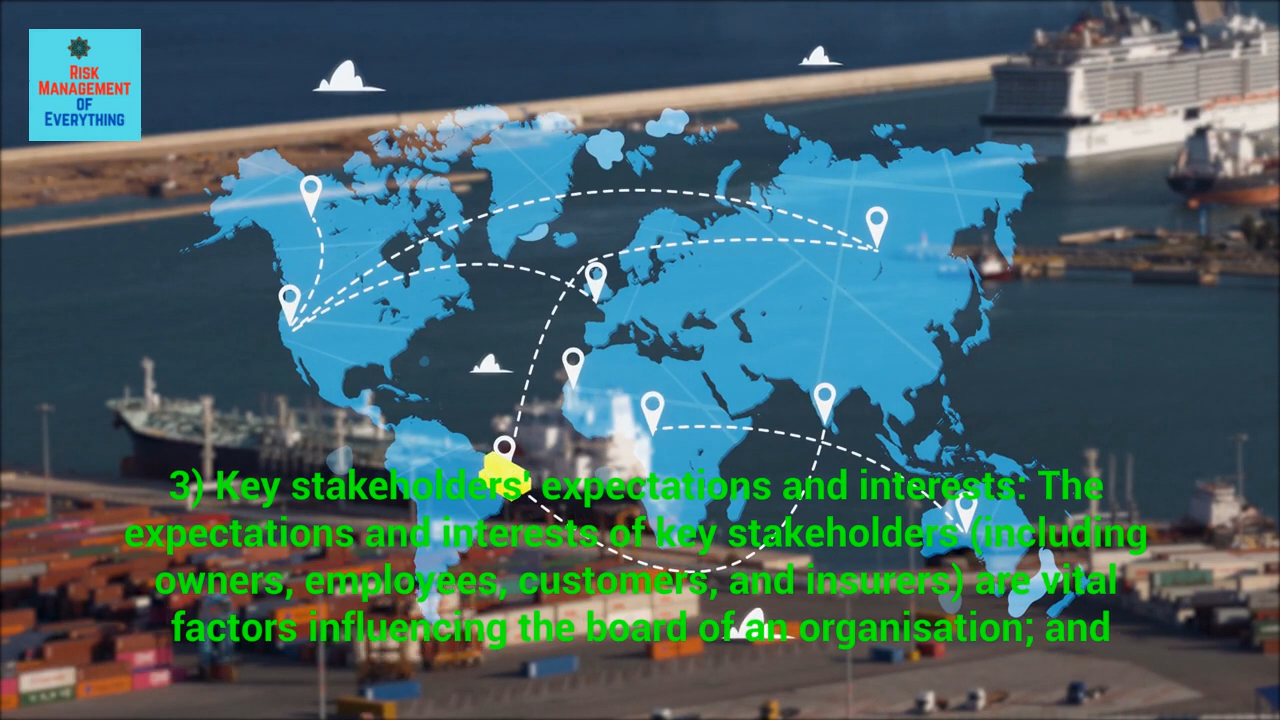 RISK
MANAGEMENT
OF
EVERYTHING
3) Key stakeholders' expectations and interests: The
expectations and interests of key stakeholders (including
owners, employees, customers, and insurers) are vital
factors influencing the board of an organisation; and